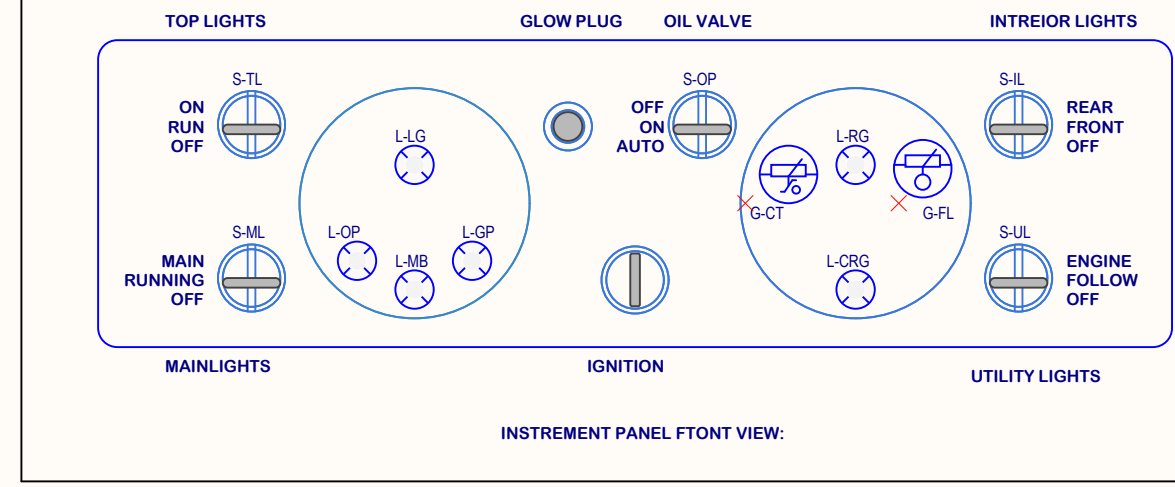 TOP LIGHTS
GLOW PLUG
OIL VALVE
INTREIOR LIGHTS
S-TL
ON
RUN
OFF
L-LG
S-OP
OFF
ON
AUTO
L-RG
S-IL
REAR
FRONT
OFF
G-CT
G-FL
S-ML
MAIN
RUNNING
OFF
L-OP
L-MB
L-GP
L-CRG
S-UL
ENGINE
FOLLOW
OFF
MAINLIGHTS
IGNITION
UTILITY LIGHTS
INSTREMENT PANEL FTONT VIEW: